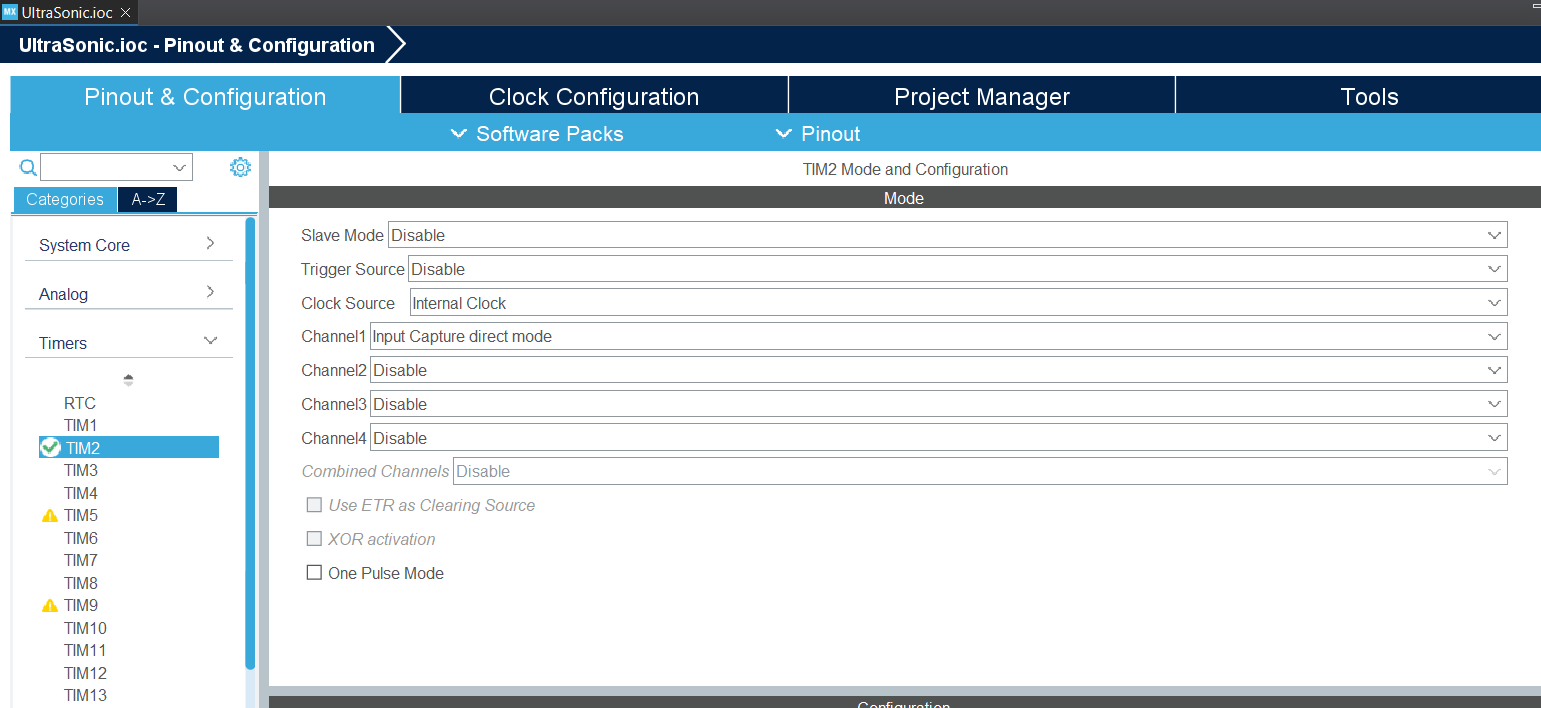 MX UltraSonic.ioc
UltraSonic.ioc - Pinout & Configuration
Pinout & Configuration
Clock Configuration
Project Manager
Tools
Software Packs
Pinout
Categories
A->Z
System Core
Analog
Timers
RTC
TIM1
TIM2
TIM3
TIM4
TIM5
TIM6
TIM7
TIM8
TIM9
TIM10
TIM11
TIM12
TIM13
TIM2 Mode and Configuration
Mode
Slave Mode Disable
Trigger Source Disable
Clock Source Internal Clock
Channel1 Input Capture direct mode
Channel2 Disable
Channel3 Disable
Channel4 Disable
Combined Channels Disable
Use ETR as Clearing Source
XOR activation
One Pulse Mode
Configuration